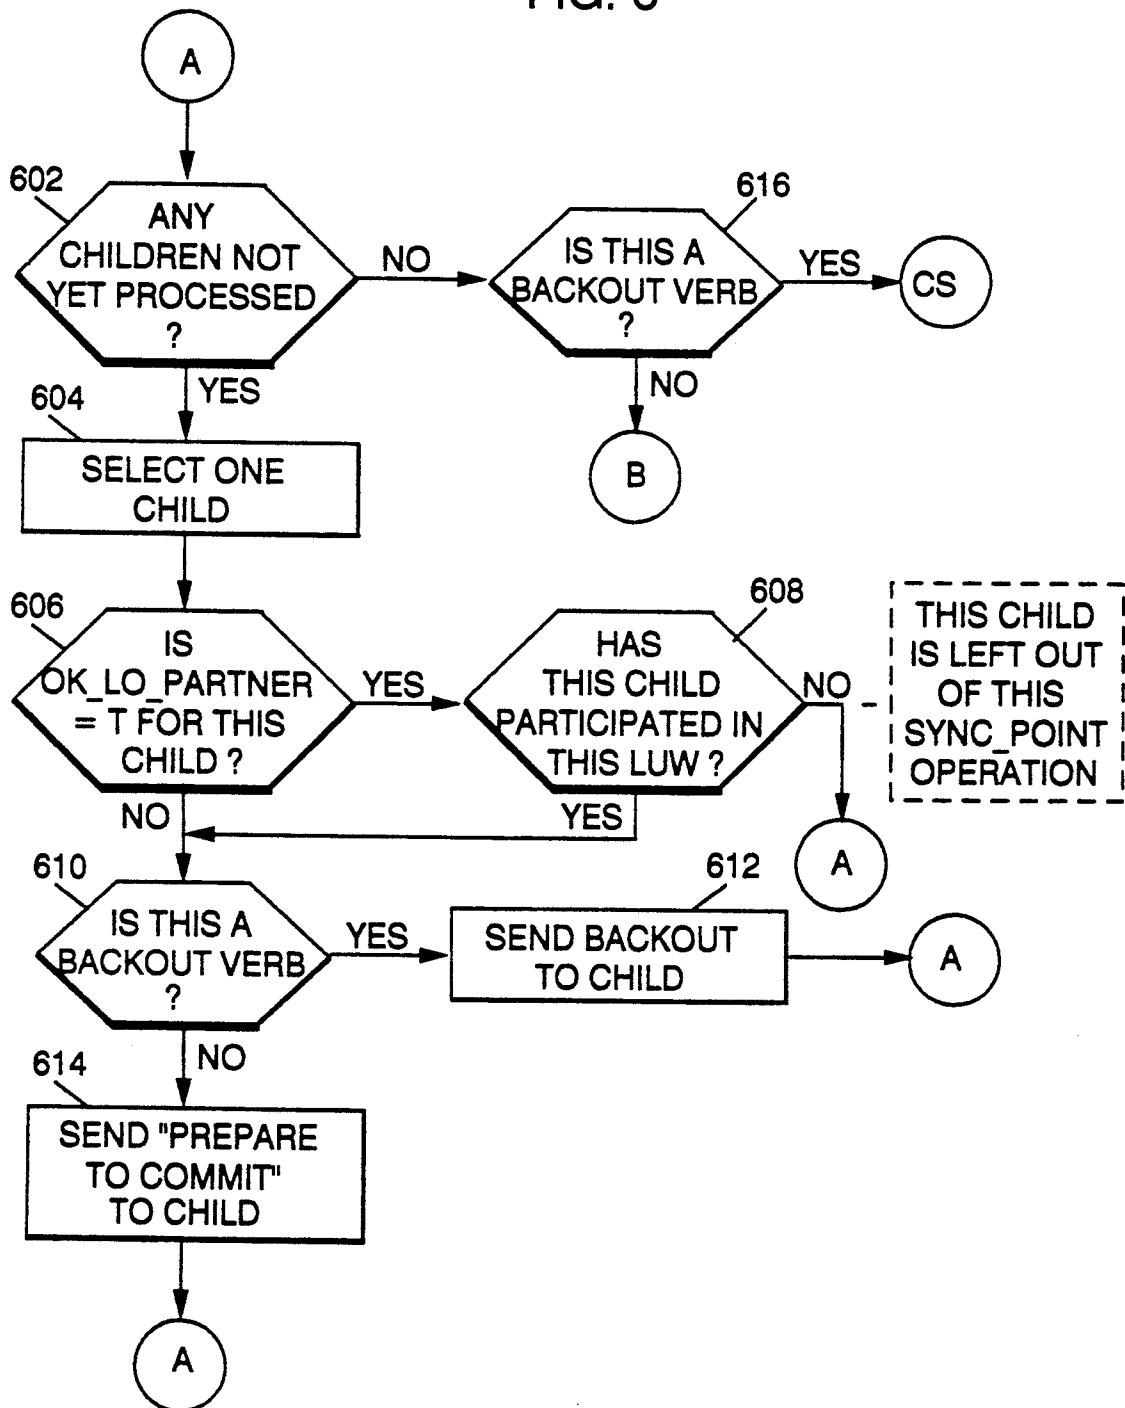 A
602
ANY
CHILDREN NOT
YET PROCESSED
?
NO
616
IS THIS A
BACKOUT VERB
?
YES
CS
YES
NO
B
604
SELECT ONE
CHILD
606
IS
OK_LO_PARTNER
= T FOR THIS
CHILD ?
YES
608
HAS
THIS CHILD
PARTICIPATED IN
THIS LUW ?
NO
THIS CHILD
IS LEFT OUT
OF THIS
SYNC_POINT
OPERATION
NO
YES
A
610
IS THIS A
BACKOUT VERB
?
YES
612
SEND BACKOUT
TO CHILD
A
NO
614
SEND "PREPARE
TO COMMIT"
TO CHILD
A